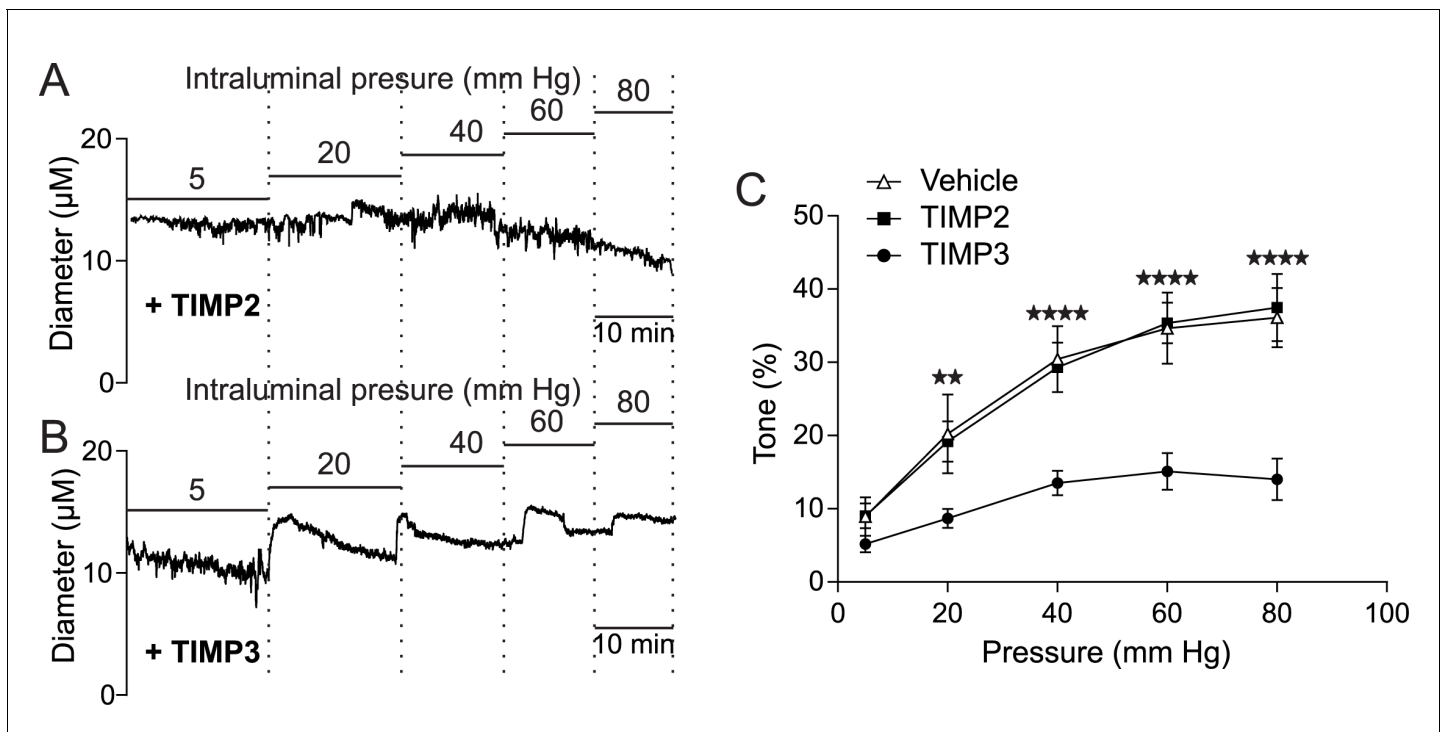 A
Intraluminal presure (mm Hg)
5
20
40
60
80
20
10
0
Diameter (µM)
+ TIMP2
10 min
B
Intraluminal presure (mm Hg)
5
20
40
60
80
20
10
0
Diameter (µM)
+ TIMP3
10 min
C
Vehicle
TIMP2
TIMP3
50
40
30
20
10
0
Tone (%)
★★
★★★★
★★★★
★★★★
0
20
40
60
80
100
Pressure (mm Hg)